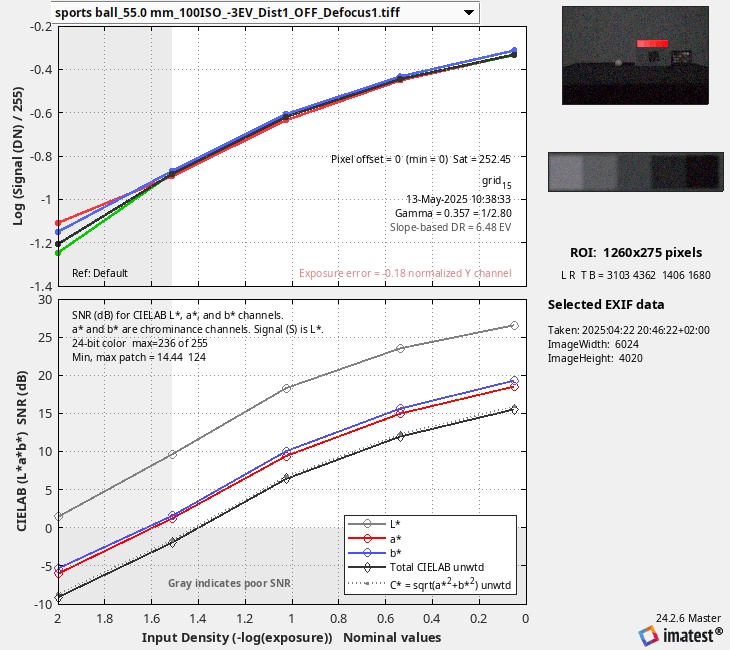 sports ball_55.0 mm_100ISO_-3EV_Dist1_OFF_Defocus1.tiff
-0.2
-0.4
-0.6
-0.8
-1
-1.2
-1.4
Log (Signal (DN) / 255)
Pixel offset = 0 (min = 0) Sat = 252.45
grid15
13-May-2025 10:38:33
Gamma = 0.357 = 1/2.80
Slope-based DR = 6.48 EV
Ref: Default
Exposure error = -0.18 normalized Y channel
30
25
20
15
10
5
0
-5
-10
CIELAB (L*a*b*) SNR (dB)
SNR (dB) for CIELAB L*, a*, and b* channels.
a* and b* are chrominance channels. Signal (S) is L*.
24-bit color max=236 of 255
Min, max patch = 14.44 124
L*
a*
b*
Total CIELAB unwtd
C* = sqrt(a*2+b*2) unwtd
Gray indicates poor SNR
2 1.8 1.6 1.4 1.2 1 0.8 0.6 0.4 0.2 0
Input Density (-log(exposure)) Nominal values
ROI: 1260x275 pixels
L R T B = 3103 4362 1406 1680
Selected EXIF data
Taken: 2025:04:22 20:46:22+02:00
ImageWidth: 6024
ImageHeight: 4020
24.2.6 Master
imatest®